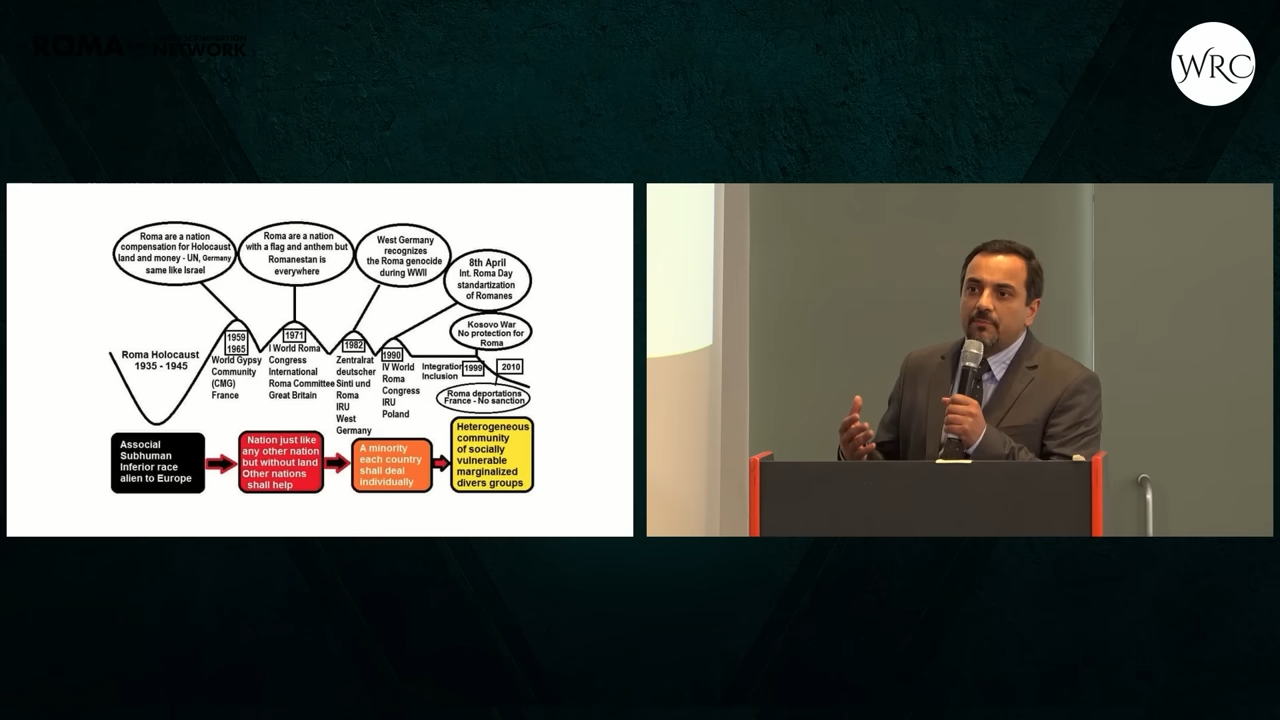 ROMA
NETWORK
WRC
Roma are a nation
compensation for Holocaust
land and money - UN, Germany
same like Israel
Roma are a nation
with a flag and anthem but
Romanestan is
everywhere
West Germany
recognizes
the Roma genocide
during WWII
8th April
Int. Roma Day
standartization
of Romanes
Kosovo War
No protection for
Roma
Roma Holocaust
1935 - 1945
1959
1965
World Gypsy
Community
(CMG)
France
1971
I World Roma
Congress
International
Roma Committee
Great Britain
1982
Zentralrat
deutscher
Sinti und
Roma
IRU
West
Germany
1990
IV World
Roma
Congress
IRU
Poland
Integration
Inclusion
1999
2010
Roma deportations
France - No sanction
Associal
Subhuman
Inferior race
alien to Europe
Nation just like
any other nation
but without land
Other nations
shall help
A minority
each country
shall deal
individually
Heterogeneous
community
of socially
vulnerable
marginalized
divers groups